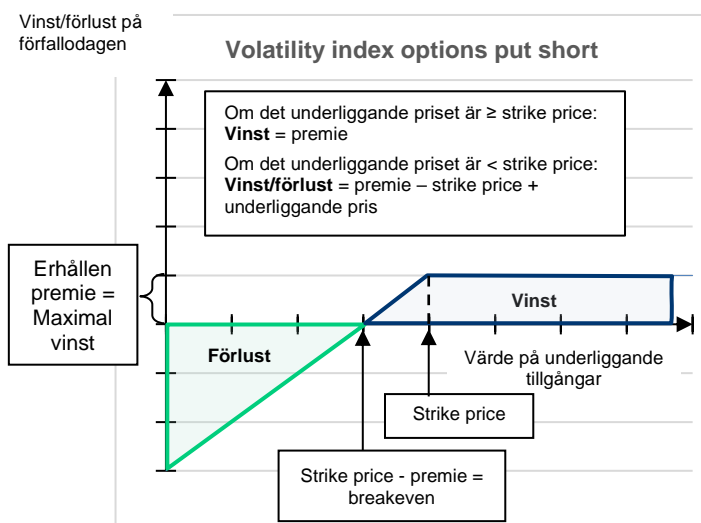 Vinst/förlust på
förfallodagen
Volatility index options put short
Om det underliggande priset är ≥ strike price:
Vinst = premie
Om det underliggande priset är < strike price:
Vinst/förlust = premie – strike price +
underliggande pris
Erhållen
premie =
Maximal
vinst
Vinst
Förlust
Värde på underliggande
tillgångar
Strike price
Strike price - premie =
breakeven